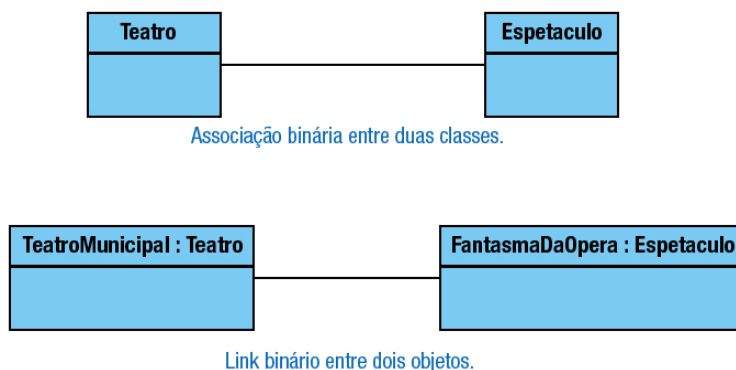 Teatro
Espetaculo
Associação binária entre duas classes.
TeatroMunicipal : Teatro
FantasmaDaOpera : Espetaculo
Link binário entre dois objetos.